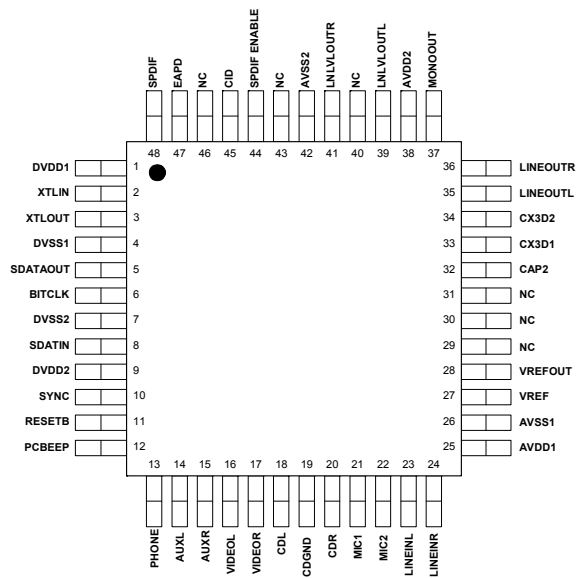 SPDIF
EAPD
NC
CID
SPDIF ENABLE
NC
AVSS2
LNLVLOUTR
NC
LNLVLOUTL
AVDD2
MONOOUT
48 47 46 45 44 43 42 41 40 39 38 37
DVDD1 1 36 LINEOUTR
XTLIN 2 35 LINEOUTL
XTLOUT 3 34 CX3D2
DVSS1 4 33 CX3D1
SDATAOUT 5 32 CAP2
BITCLK 6 31 NC
DVSS2 7 30 NC
SDATIN 8 29 NC
DVDD2 9 28 VREFOUT
SYNC 10 27 VREF
RESETB 11 26 AVSS1
PCBEEP 12 25 AVDD1
13 14 15 16 17 18 19 20 21 22 23 24
PHONE
AUXL
AUXR
VIDEOL
VIDEOR
CDL
CDGND
CDR
MIC1
MIC2
LINEINL
LINEINR